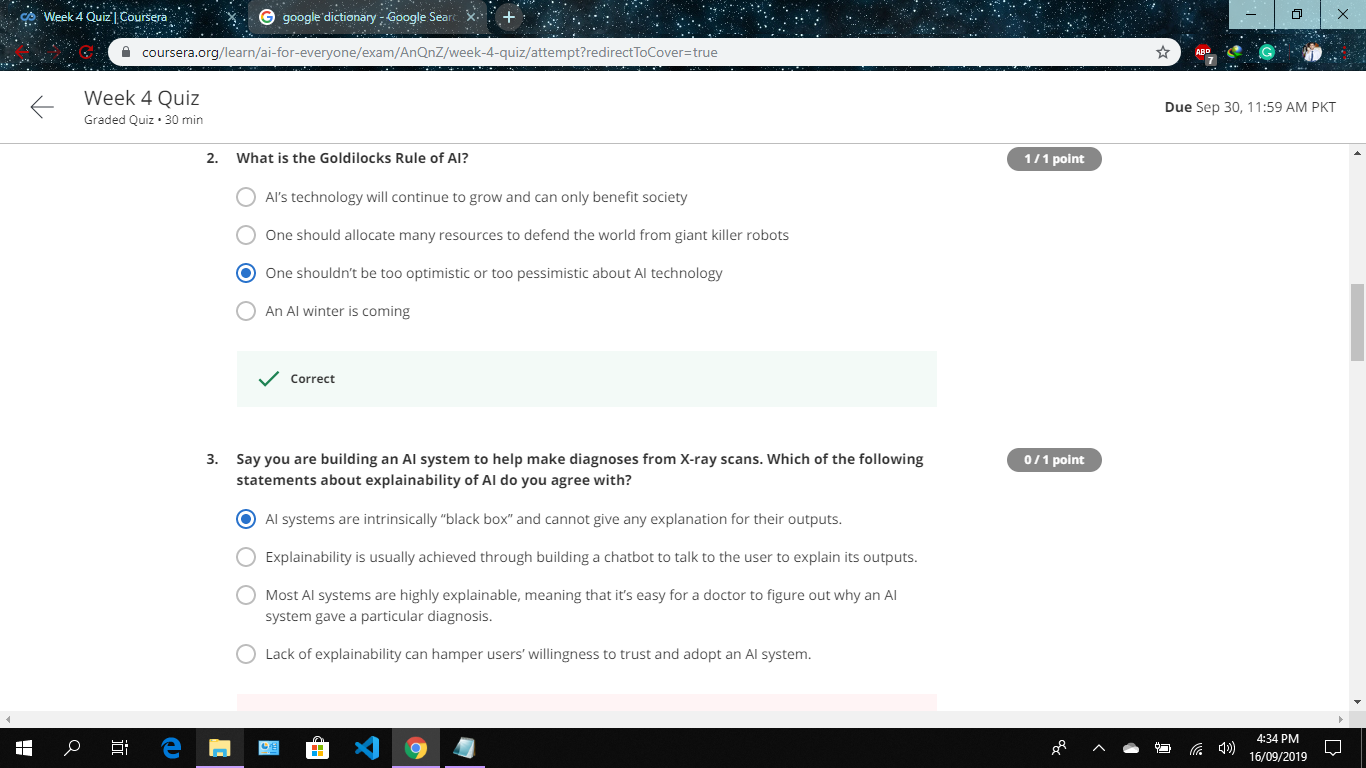 Week 4 Quiz | Coursera
google dictionary - Google Sear
coursera.org/learn/ai-for-everyone/exam/AnQnZ/week-4-quiz/attempt?redirectToCover=true
ABP
7
G
Week 4 Quiz
Graded Quiz • 30 min
Due Sep 30, 11:59 AM PKT
2. What is the Goldilocks Rule of AI?
1 / 1 point
AI's technology will continue to grow and can only benefit society
One should allocate many resources to defend the world from giant killer robots
One shouldn't be too optimistic or too pessimistic about AI technology
An AI winter is coming
Correct
3. Say you are building an AI system to help make diagnoses from X-ray scans. Which of the following
statements about explainability of AI do you agree with?
0 / 1 point
AI systems are intrinsically “black box” and cannot give any explanation for their outputs.
Explainability is usually achieved through building a chatbot to talk to the user to explain its outputs.
Most AI systems are highly explainable, meaning that it's easy for a doctor to figure out why an AI
system gave a particular diagnosis.
Lack of explainability can hamper users' willingness to trust and adopt an AI system.
4:34 PM
16/09/2019